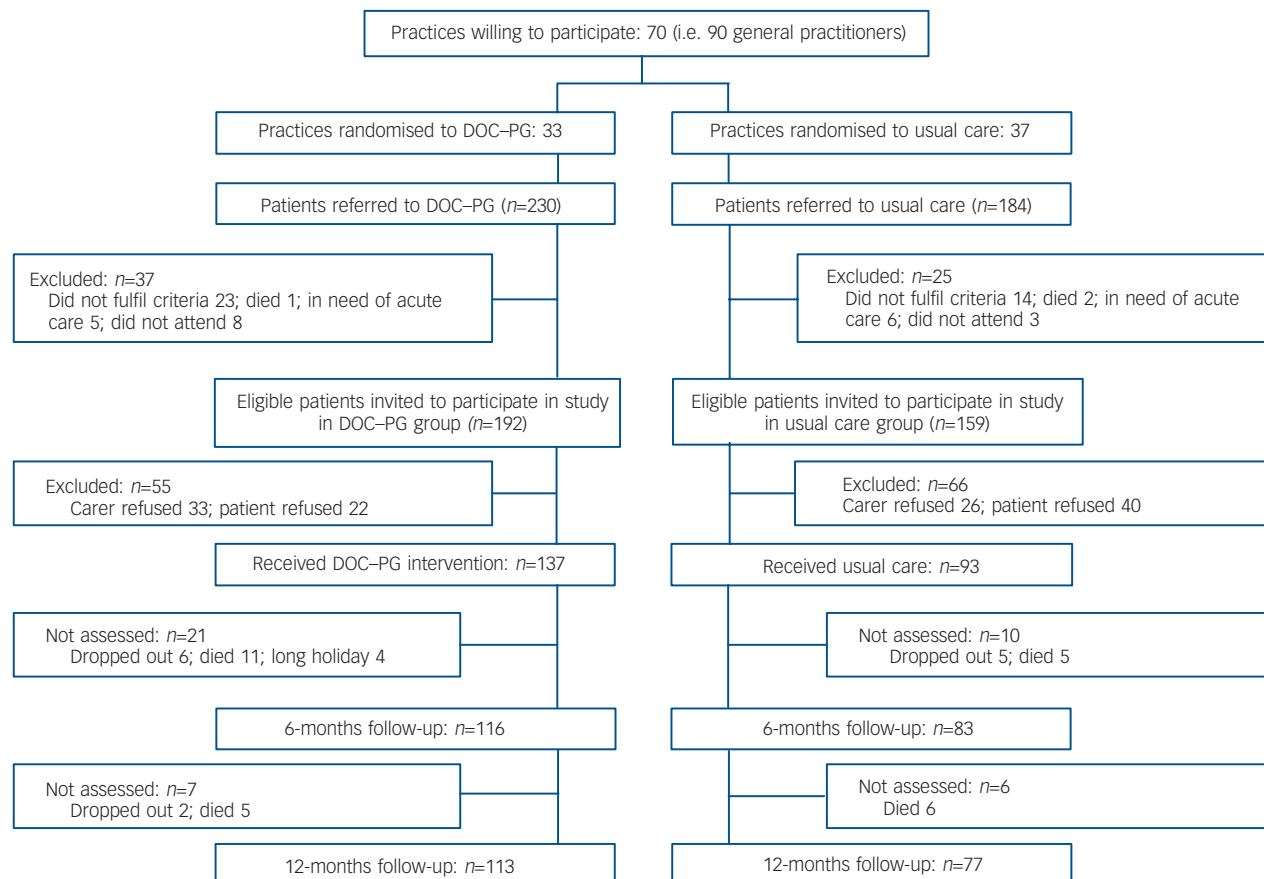 Practices willing to participate: 70 (i.e. 90 general practitioners)
Practices randomised to DOC–PG: 33
Practices randomised to usual care: 37
Patients referred to DOC–PG (n=230)
Patients referred to usual care (n=184)
Excluded: n=37
Did not fulfil criteria 23; died 1; in need of acute
care 5; did not attend 8
Excluded: n=25
Did not fulfil criteria 14; died 2; in need of acute
care 6; did not attend 3
Eligible patients invited to participate in study
in DOC–PG group (n=192)
Eligible patients invited to participate in study
in usual care group (n=159)
Excluded: n=55
Carer refused 33; patient refused 22
Excluded: n=66
Carer refused 26; patient refused 40
Received DOC–PG intervention: n=137
Received usual care: n=93
Not assessed: n=21
Dropped out 6; died 11; long holiday 4
Not assessed: n=10
Dropped out 5; died 5
6-months follow-up: n=116
6-months follow-up: n=83
Not assessed: n=7
Dropped out 2; died 5
Not assessed: n=6
Died 6
12-months follow-up: n=113
12-months follow-up: n=77